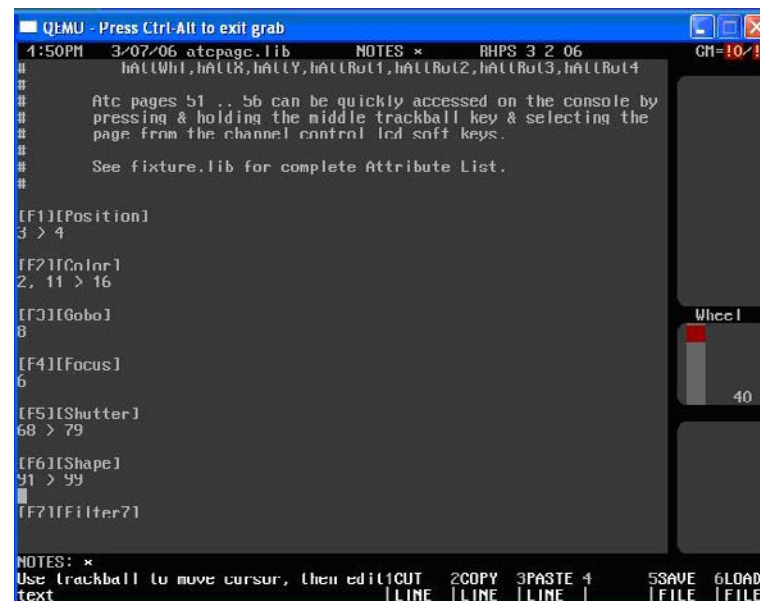 QEMU - Press Ctrl-Alt to exit grab
4:50PM 3/07/06 atcpage.lib NOTES × RHPS 3 2 06 GM=!0/!
# hAllWhl,hAllX,hAllY,hAllRot1,hAllRot2,hAllRot3,hAllRot4
#
# Atc pages 51 .. 56 can be quickly accessed on the console by
# pressing & holding the middle trackball key & selecting the
# page from the channel control lcd soft keys.
#
# See fixture.lib for complete Attribute List.
#
[F1][Position]
3 > 4
[F2][Color]
2, 11 > 16
[F3][Gobo]
8
Wheel
[F4][Focus]
6
40
[F5][Shutter]
68 > 79
[F6][Shape]
91 > 99
[F7][Filter7]
NOTES: ×
Use trackball to move cursor, then edit 1CUT 2COPY 3PASTE 4 5SAVE 6LOAD
text |LINE |LINE |LINE | |FILE |FILE